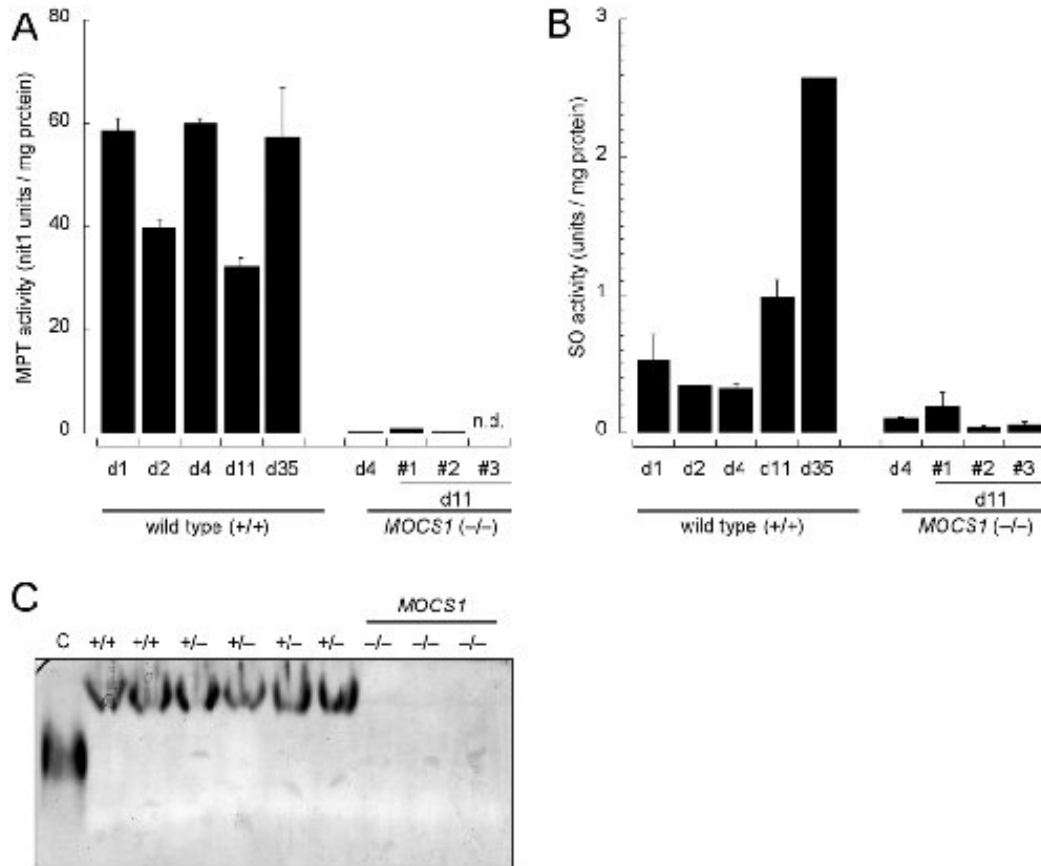 A
MPT activity (nit1 units / mg protein)
80
60
40
20
0
n.d.
d1 d2 d4 d11 d35 d4 #1 #2 #3
d11
wild type (+/+) MOCS1 (–/–)
B
SO activity (units / mg protein)
3
2
1
0
d1 d2 d4 d11 d35 d4 #1 #2 #3
d11
wild type (+/+) MOCS1 (–/–)
C
MOCS1
C +/+ +/+ +/– +/– +/– +/– –/– –/– –/–